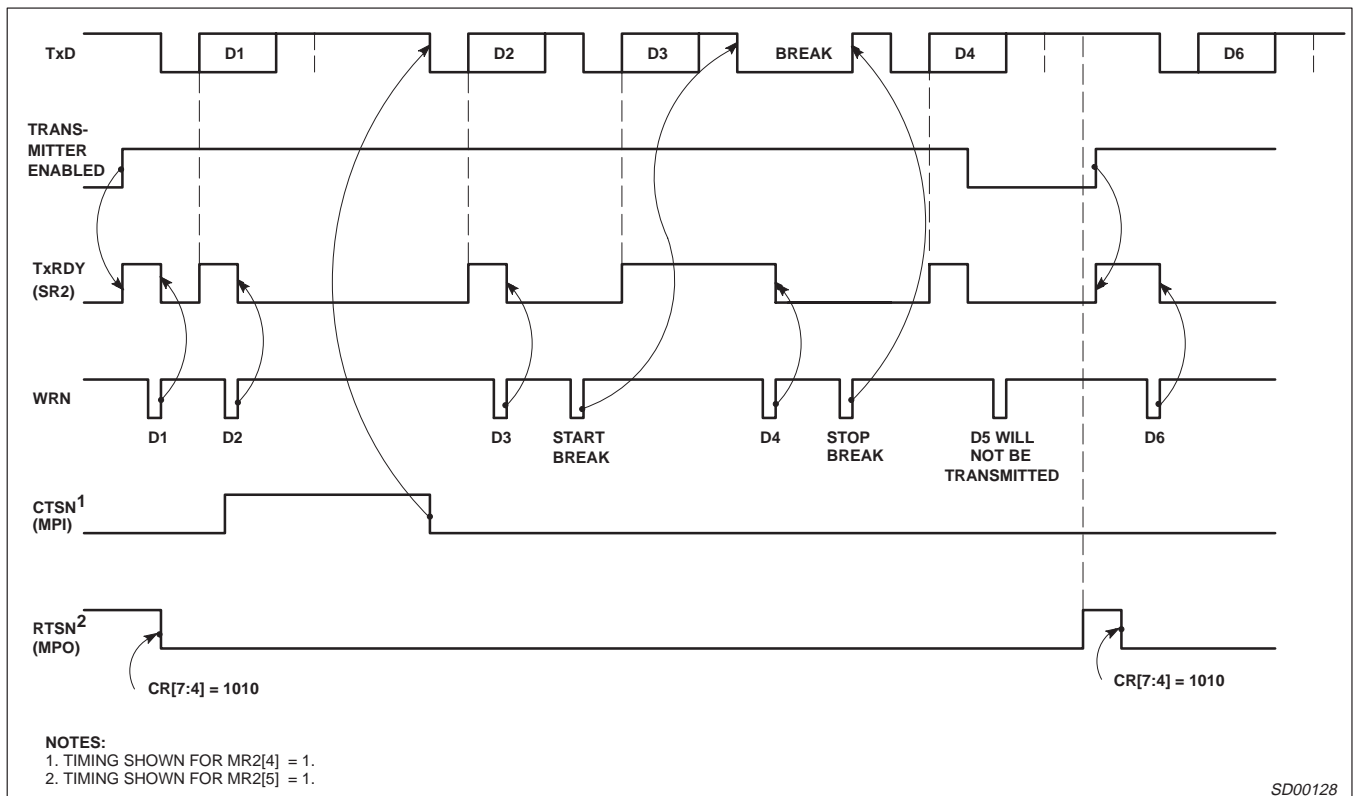 TxD
D1
D2
D3
BREAK
D4
D6
TRANS-
MITTER
ENABLED
TxRDY
(SR2)
WRN
D1
D2
D3
START
BREAK
D4
STOP
BREAK
D5 WILL
NOT BE
TRANSMITTED
D6
CTSN1
(MPI)
RTSN2
(MPO)
CR[7:4] = 1010
CR[7:4] = 1010
NOTES:
1. TIMING SHOWN FOR MR2[4] = 1.
2. TIMING SHOWN FOR MR2[5] = 1.
SD00128